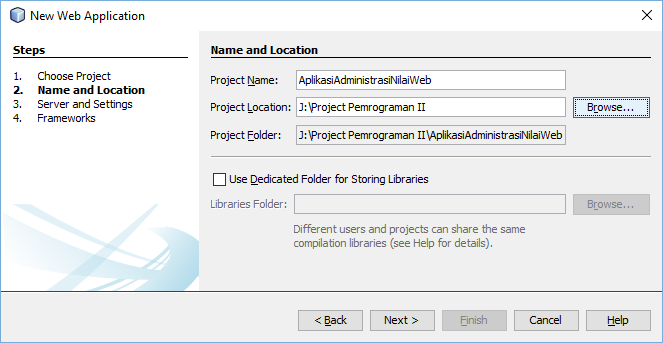 New Web Application
Steps
1. Choose Project
2. Name and Location
3. Server and Settings
4. Frameworks
Name and Location
Project Name: AplikasiAdministrasiNilaiWeb
Project Location: J:\Project Pemrograman II Browse...
Project Folder: J:\Project Pemrograman II\AplikasiAdministrasiNilaiWeb
Use Dedicated Folder for Storing Libraries
Libraries Folder: Browse...
Different users and projects can share the same
compilation libraries (see Help for details).
< Back Next > Finish Cancel Help